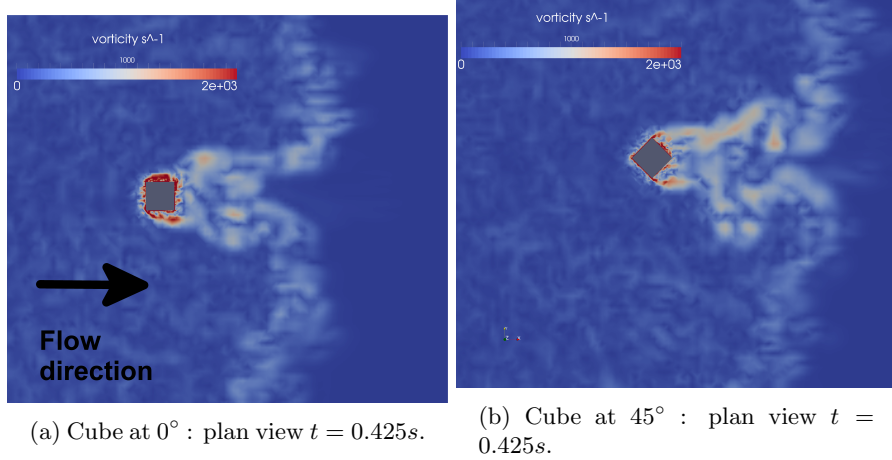 vorticity s^-1
1000
0
2e+03
Flow
direction
(a) Cube at 0° : plan view t = 0.425s.
vorticity s^-1
1000
0
2e+03
(b) Cube at 45° : plan view t =
0.425s.